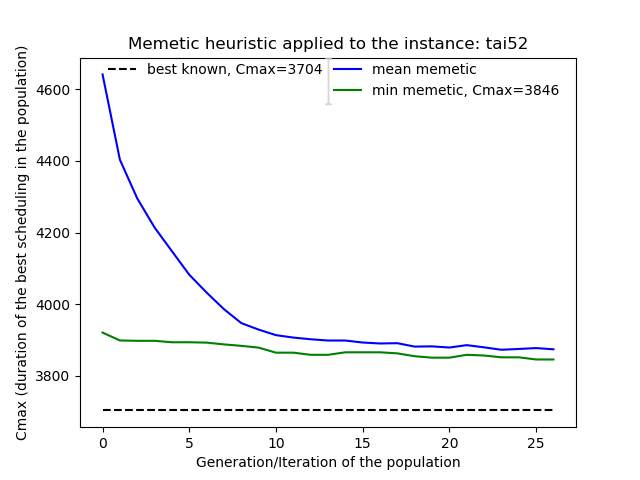 Memetic heuristic applied to the instance: tai52
best known, Cmax=3704
mean memetic
min memetic, Cmax=3846
Cmax (duration of the best scheduling in the population)
4600
4400
4200
4000
3800
0 5 10 15 20 25
Generation/Iteration of the population